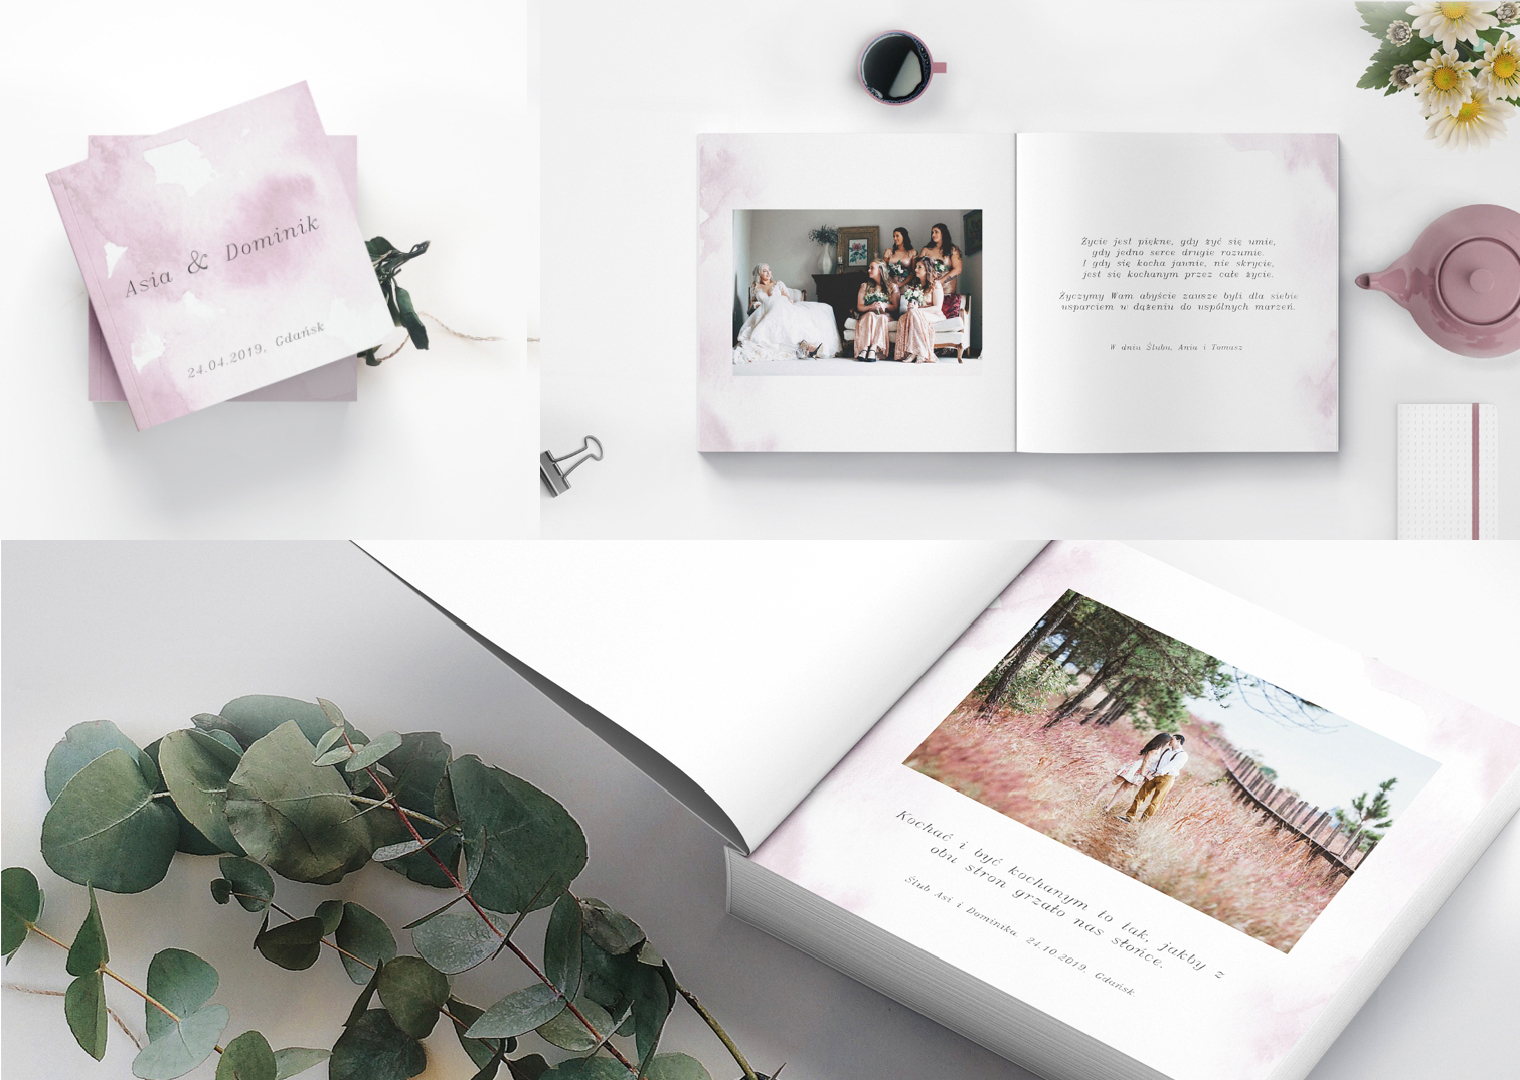 Asia & Dominik
24.04.2019, Gdańsk
Życie jest piękne, gdy żyć się umie,
gdy jedno serce drugie rozumie.
I gdy się kocha jawnie, nie skrycie,
jest się kochanym przez całe życie.
Życzymy Wam abyście zawsze byli dla siebie
wsparciem w dążeniu do wspólnych marzeń.
W dniu Ślubu, Ania i Tomasz
Kochać i być kochanym to tak, jakby z
obu stron grzało nas słońce.
Ślub Asi i Dominika, 24.10.2019, Gdańsk